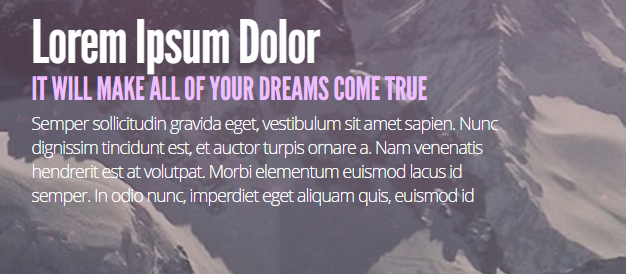 Lorem Ipsum Dolor
IT WILL MAKE ALL OF YOUR DREAMS COME TRUE
Semper sollicitudin gravida eget, vestibulum sit amet sapien. Nunc
dignissim tincidunt est, et auctor turpis ornare a. Nam venenatis
hendrerit est at volutpat. Morbi elementum euismod lacus id
semper. In odio nunc, imperdiet eget aliquam quis, euismod id